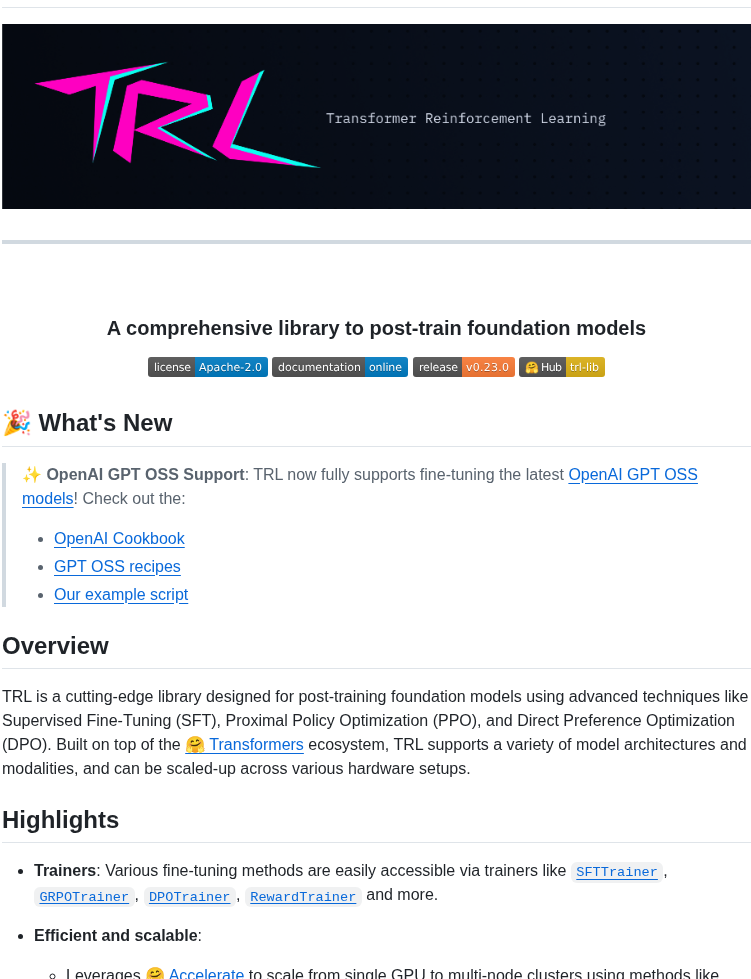 TRL
Transformer Reinforcement Learning
A comprehensive library to post-train foundation models
license Apache-2.0 documentation online release v0.23.0 🤗 Hub trl-lib
🎉 What's New
✨ OpenAI GPT OSS Support: TRL now fully supports fine-tuning the latest OpenAI GPT OSS
models! Check out the:
• OpenAI Cookbook
• GPT OSS recipes
• Our example script
Overview
TRL is a cutting-edge library designed for post-training foundation models using advanced techniques like
Supervised Fine-Tuning (SFT), Proximal Policy Optimization (PPO), and Direct Preference Optimization
(DPO). Built on top of the 🤗 Transformers ecosystem, TRL supports a variety of model architectures and
modalities, and can be scaled-up across various hardware setups.
Highlights
• Trainers: Various fine-tuning methods are easily accessible via trainers like SFTTrainer,
GRPOTrainer, DPOTrainer, RewardTrainer and more.
• Efficient and scalable:
◦ Leverages 🤗 Accelerate to scale from single GPU to multi-node clusters using methods like